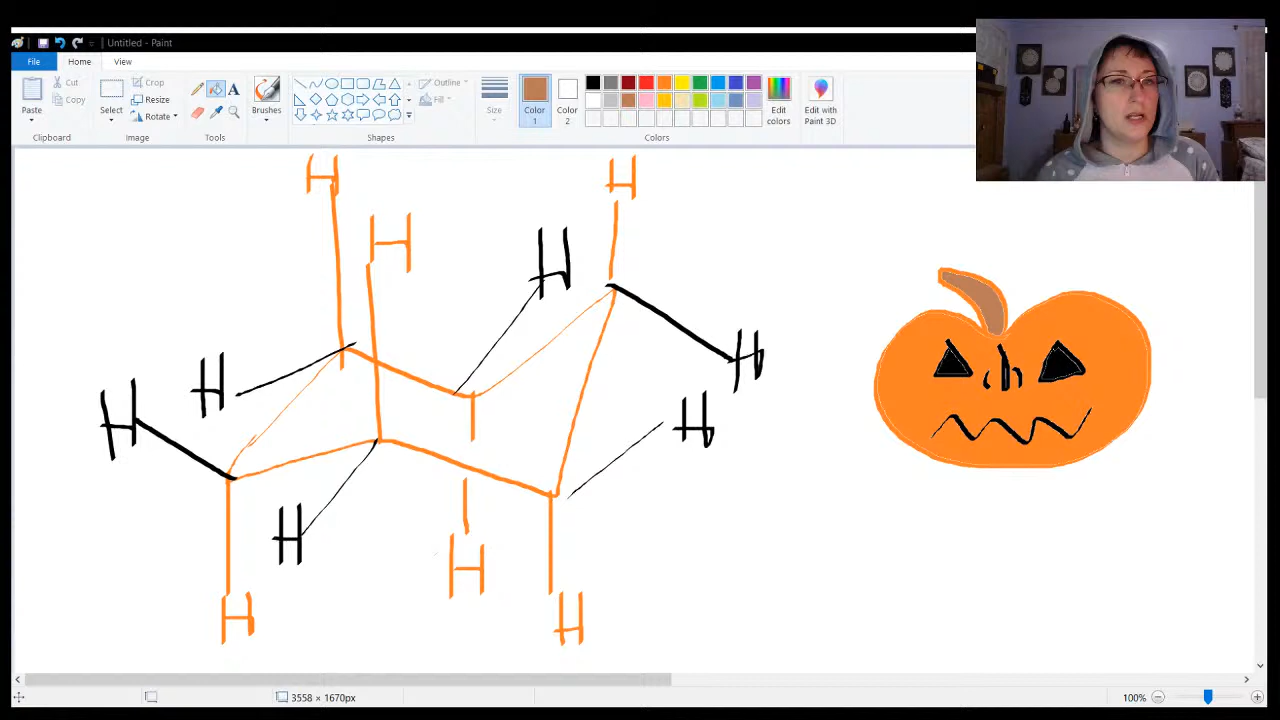 Untitled - Paint
File Home View
Cut Crop Outline
Copy Resize Fill
Paste Select Rotate Brushes Size Color 1 Color 2 Edit colors Edit with Paint 3D
Clipboard Image Tools Shapes Colors
H H
H H
H H
H H
H
H
H H
3558 × 1670px 100%